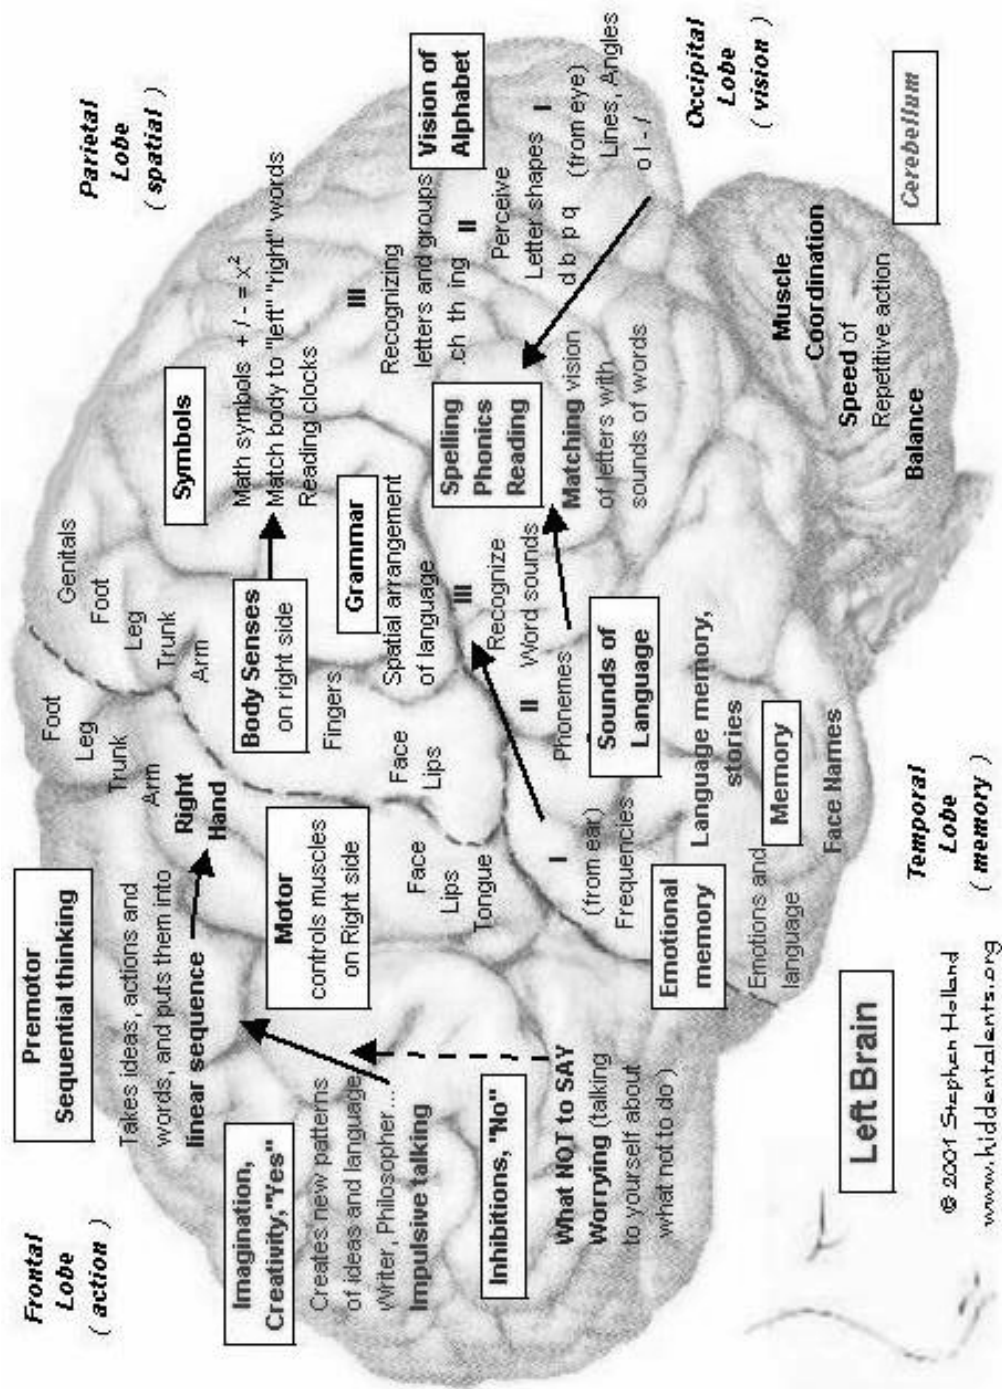 Frontal
Lobe
( action )
Premotor
Sequential thinking
Takes ideas, actions and
words, and puts them into
linear sequence
Imagination,
Creativity,"Yes"
Creates new patterns
of ideas and language
Writer, Philosopher...
Impulsive talking
Inhibitions, "No"
What NOT to SAY
Worrying (talking
to yourself about
what not to do )
Foot
Leg
Trunk
Arm
Right
Hand
Motor
controls muscles
on Right side
Face
Lips
Tongue
Genitals
Foot
Leg
Trunk
Arm
Body Senses
on right side
Fingers
Face
Lips
Parietal
Lobe
( spatial )
Symbols
Math symbols + / - = x²
Match body to "left" "right" words
Reading clocks
Grammar
Spatial arrangement
of language
III
Recognizing
letters and groups
.ch th ing
Vision of
Alphabet
II
Perceive
Letter shapes
d b p q
I
(from eye)
Lines, Angles
o l - /
Occipital
Lobe
( vision )
Spelling
Phonics
Reading
Matching vision
of letters with
sounds of words
III
Recognize
Word sounds
II
Phonemes
Sounds of
Language
I
(from ear)
Frequencies
Language memory,
stories
Memory
Face Names
Emotional
memory
Emotions and
language
Temporal
Lobe
( memory )
Cerebellum
Muscle
Coordination
Speed of
Repetitive action
Balance
Left Brain
© 2001 Stephen Holland
www.hiddentalents.org